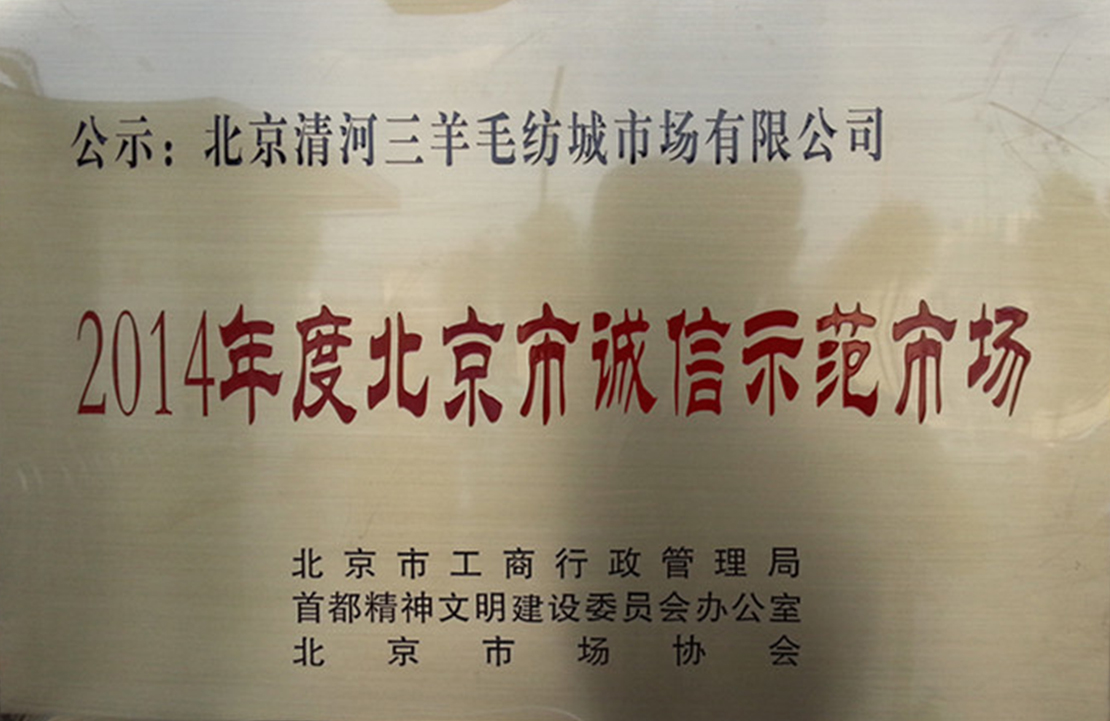 公示：北京清河三羊毛纺城市场有限公司
2014年度北京市诚信示范市场
北京市工商行政管理局
首都精神文明建设委员会办公室
北京市场协会